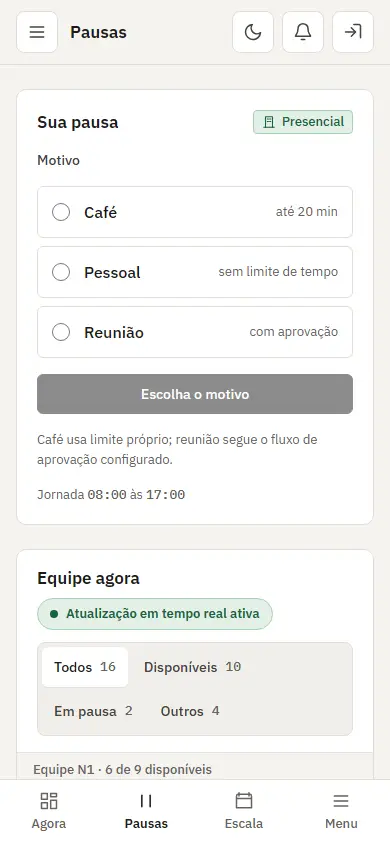 Pausas
Sua pausa
Presencial
Motivo
Café
até 20 min
Pessoal
sem limite de tempo
Reunião
com aprovação
Escolha o motivo
Café usa limite próprio; reunião segue o fluxo de
aprovação configurado.
Jornada 08:00 às 17:00
Equipe agora
Atualização em tempo real ativa
Todos 16
Disponíveis 10
Em pausa 2
Outros 4
Equipe N1 · 6 de 9 disponíveis
Agora
Pausas
Escala
Menu